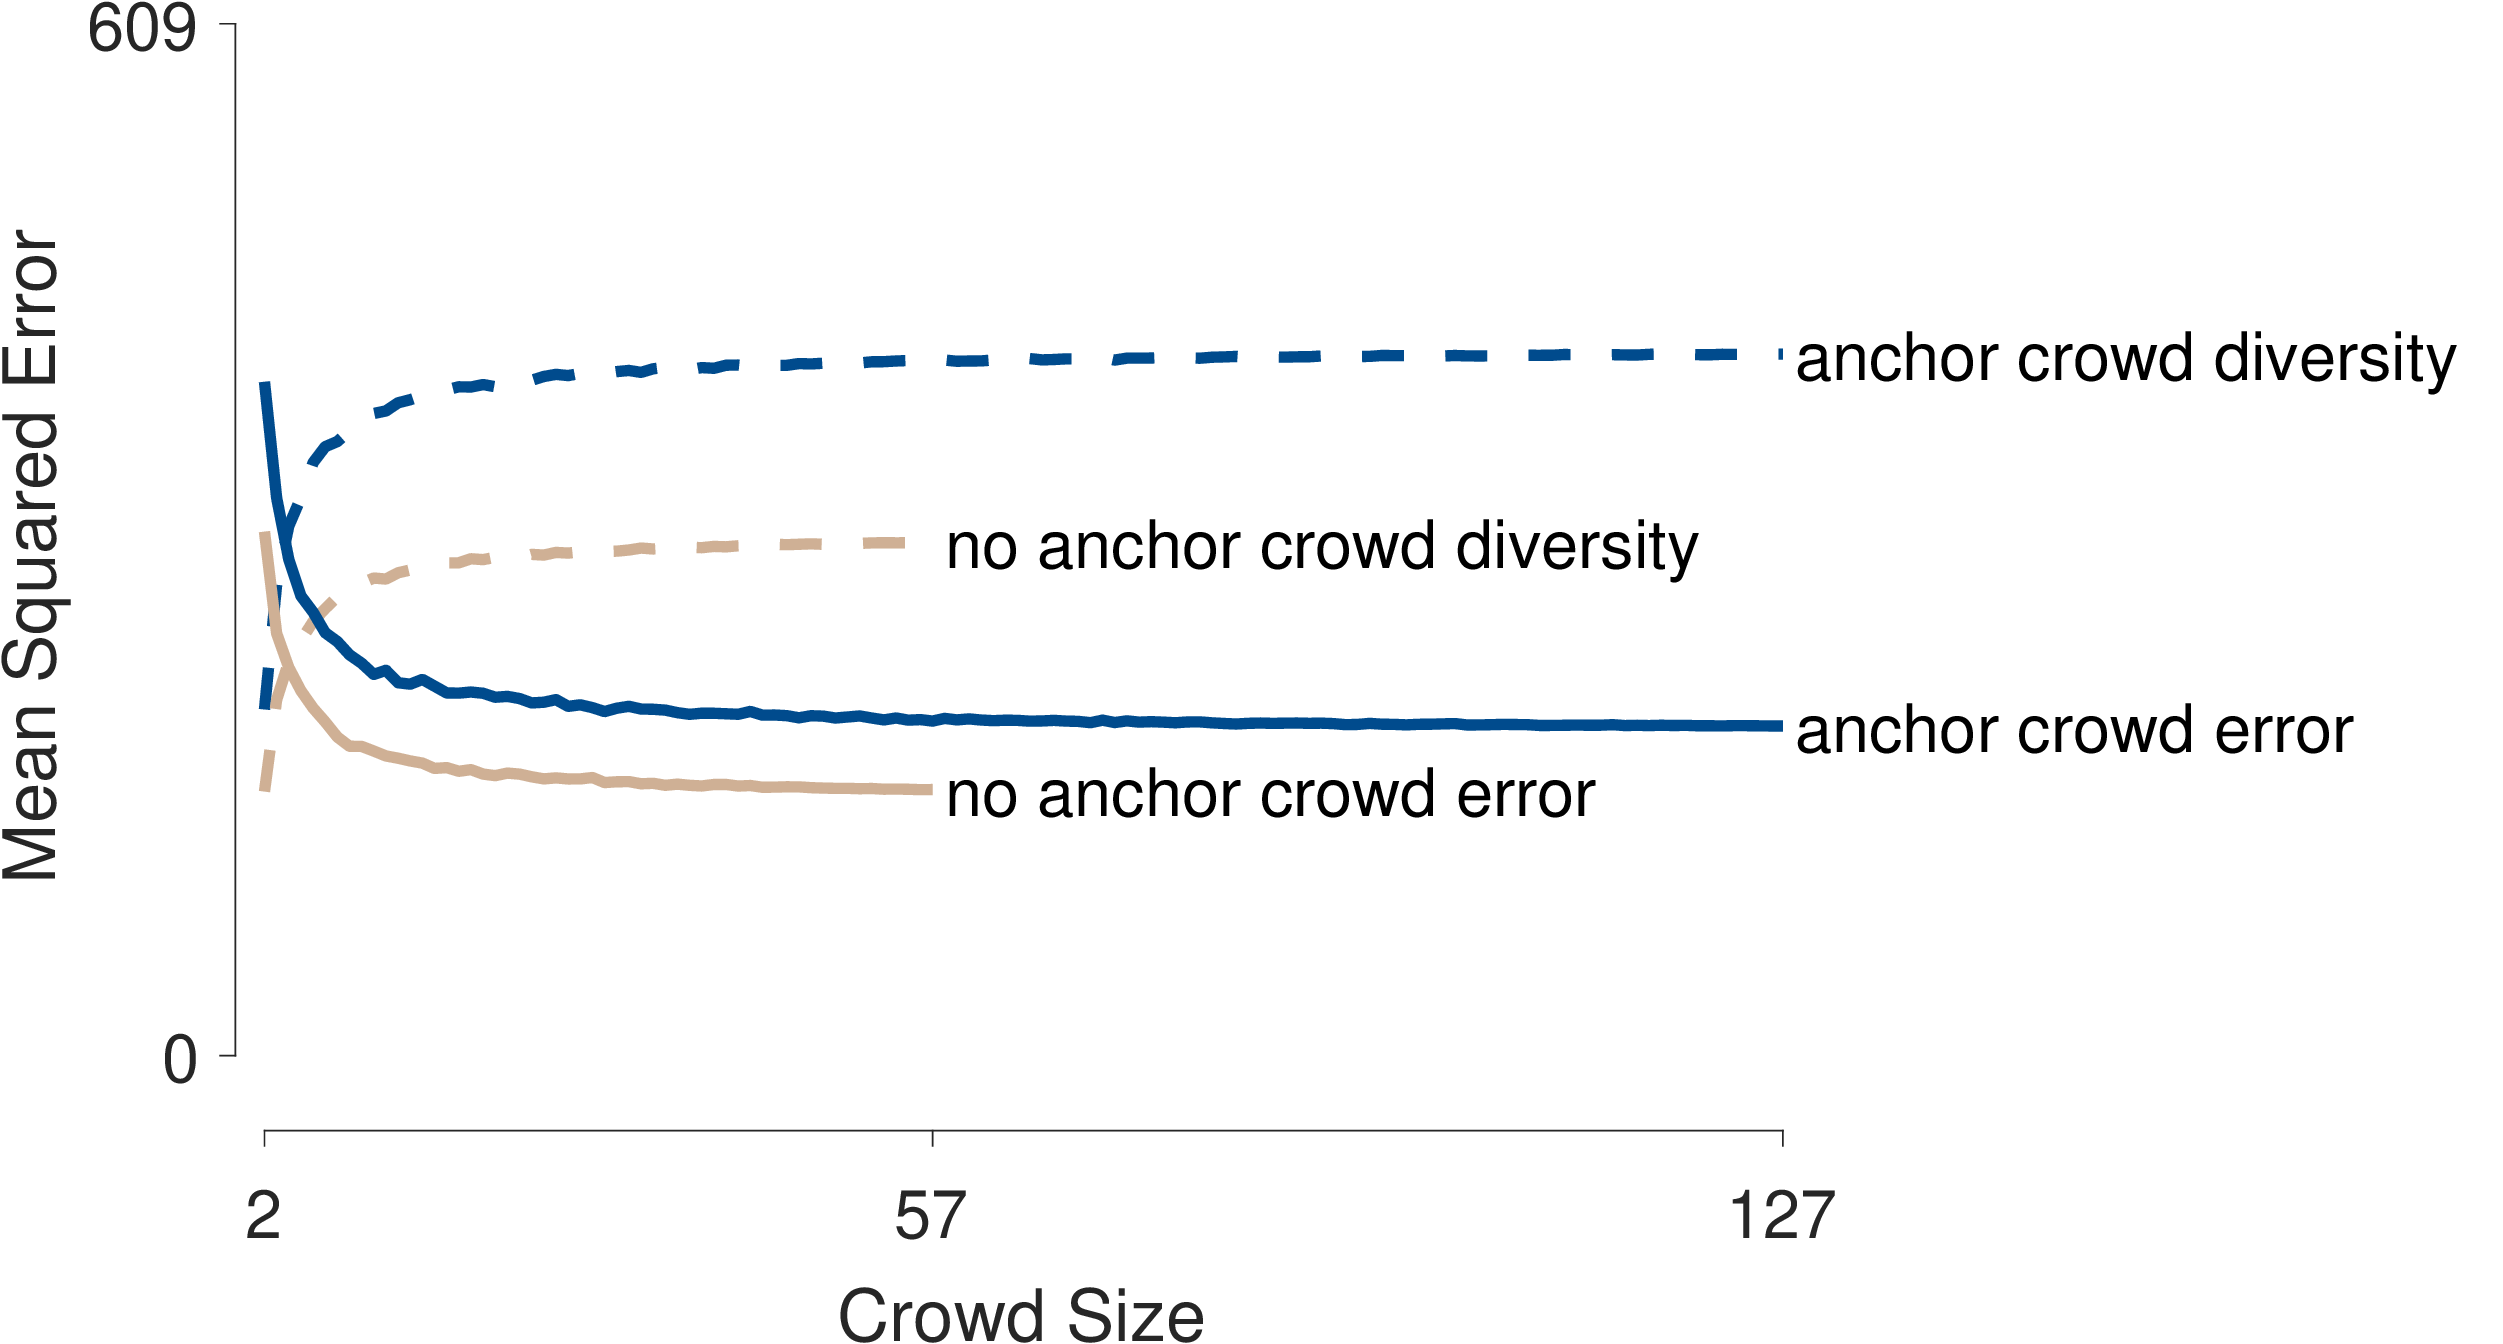 609
Mean Squared Error
anchor crowd diversity
no anchor crowd diversity
anchor crowd error
no anchor crowd error
0
2 57 127
Crowd Size